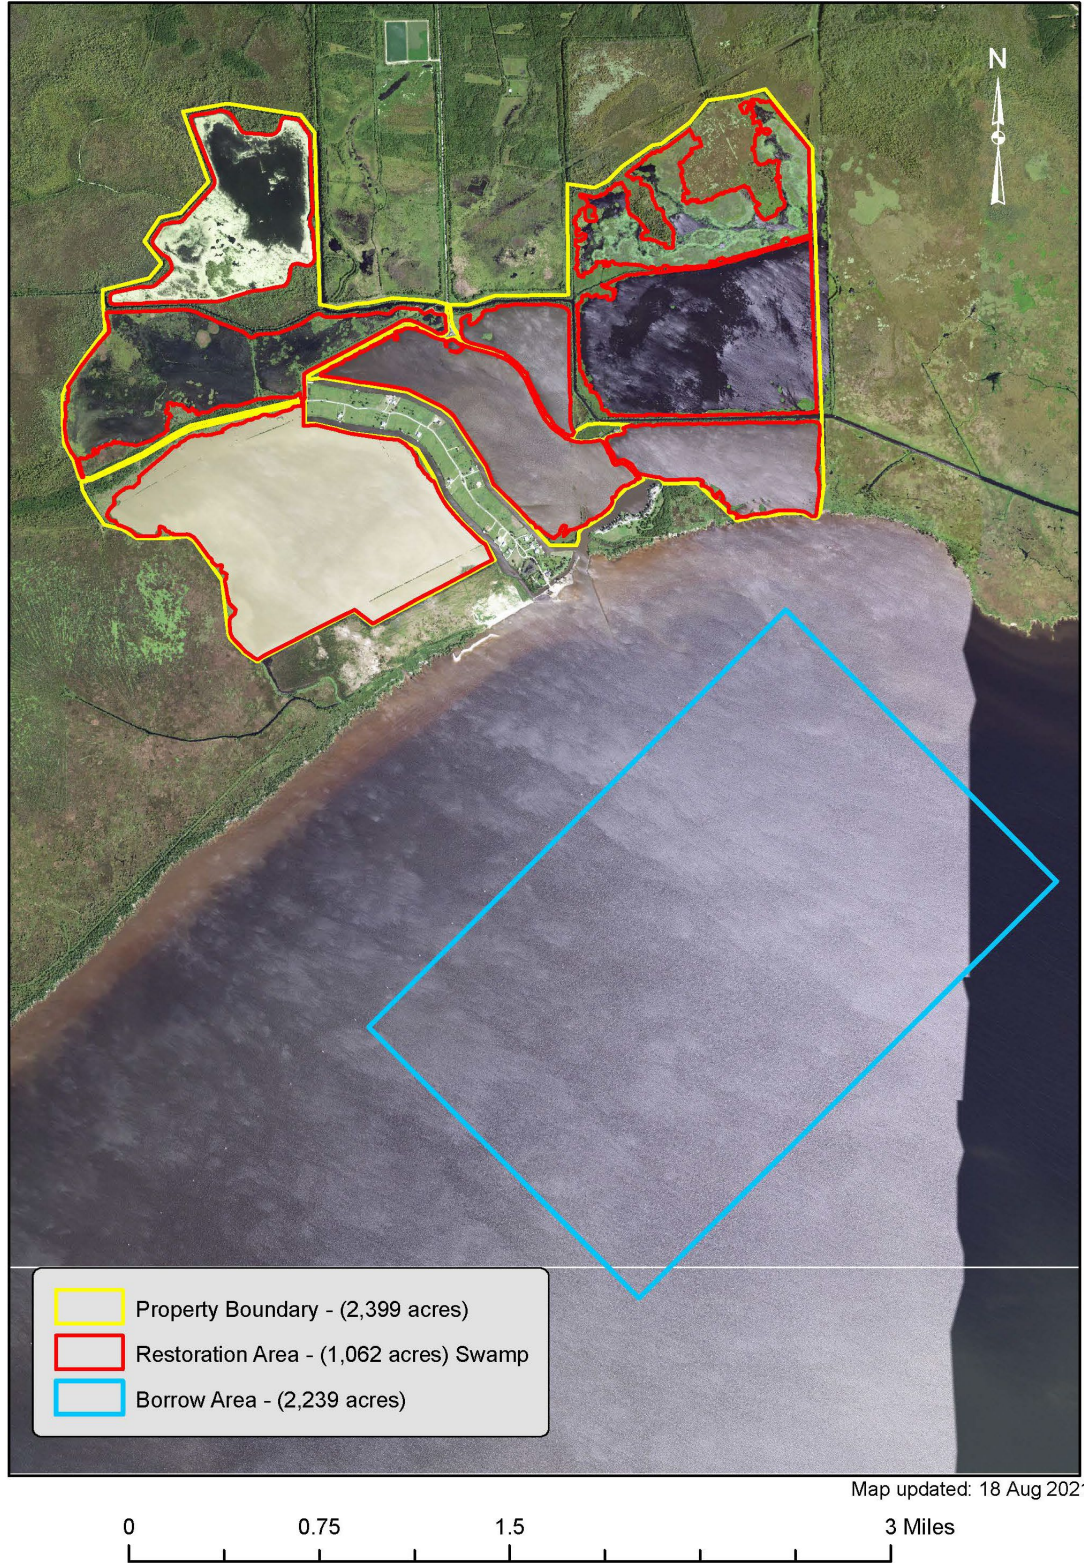 N
Property Boundary - (2,399 acres)
Restoration Area - (1,062 acres) Swamp
Borrow Area - (2,239 acres)
Map updated: 18 Aug 2021
0 0.75 1.5 3 Miles